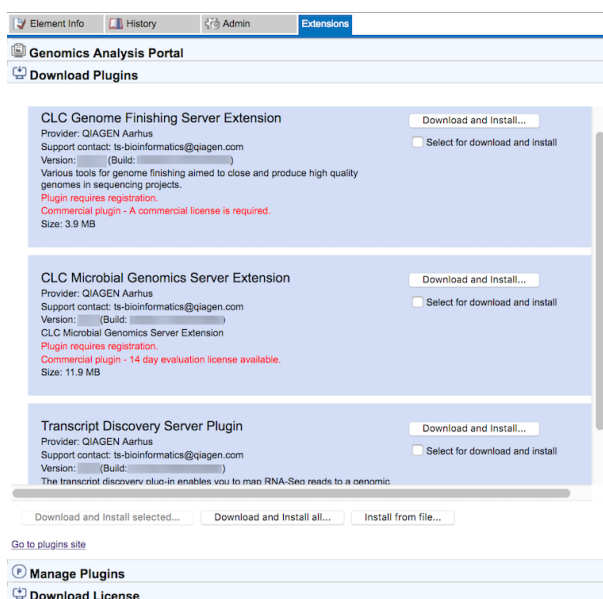 Element Info History Admin Extensions
Genomics Analysis Portal
Download Plugins
CLC Genome Finishing Server Extension
Download and Install...
Provider: QIAGEN Aarhus
Support contact: ts-bioinformatics@qiagen.com
Select for download and install
Version: (Build: )
Various tools for genome finishing aimed to close and produce high quality
genomes in sequencing projects.
Plugin requires registration.
Commercial plugin - A commercial license is required.
Size: 3.9 MB
CLC Microbial Genomics Server Extension
Download and Install...
Provider: QIAGEN Aarhus
Support contact: ts-bioinformatics@qiagen.com
Select for download and install
Version: (Build: )
CLC Microbial Genomics Server Extension
Plugin requires registration.
Commercial plugin - 14 day evaluation license available.
Size: 11.9 MB
Transcript Discovery Server Plugin
Download and Install...
Provider: QIAGEN Aarhus
Support contact: ts-bioinformatics@qiagen.com
Select for download and install
Version: (Build: )
The transcript discovery plug-in enables you to map RNA-Seq reads to a genomic
Download and Install selected... Download and Install all... Install from file...
Go to plugins site
P Manage Plugins
Download License